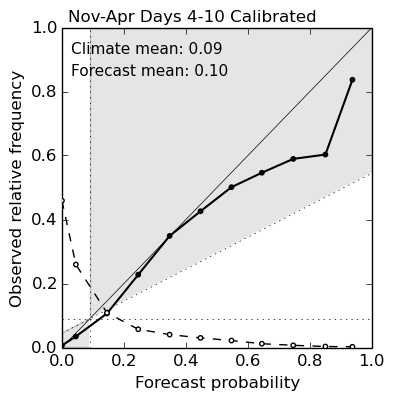 Nov-Apr Days 4-10 Calibrated
Climate mean: 0.09
Forecast mean: 0.10
1.0
0.8
0.6
0.4
0.2
0.0
Observed relative frequency
0.0 0.2 0.4 0.6 0.8 1.0
Forecast probability